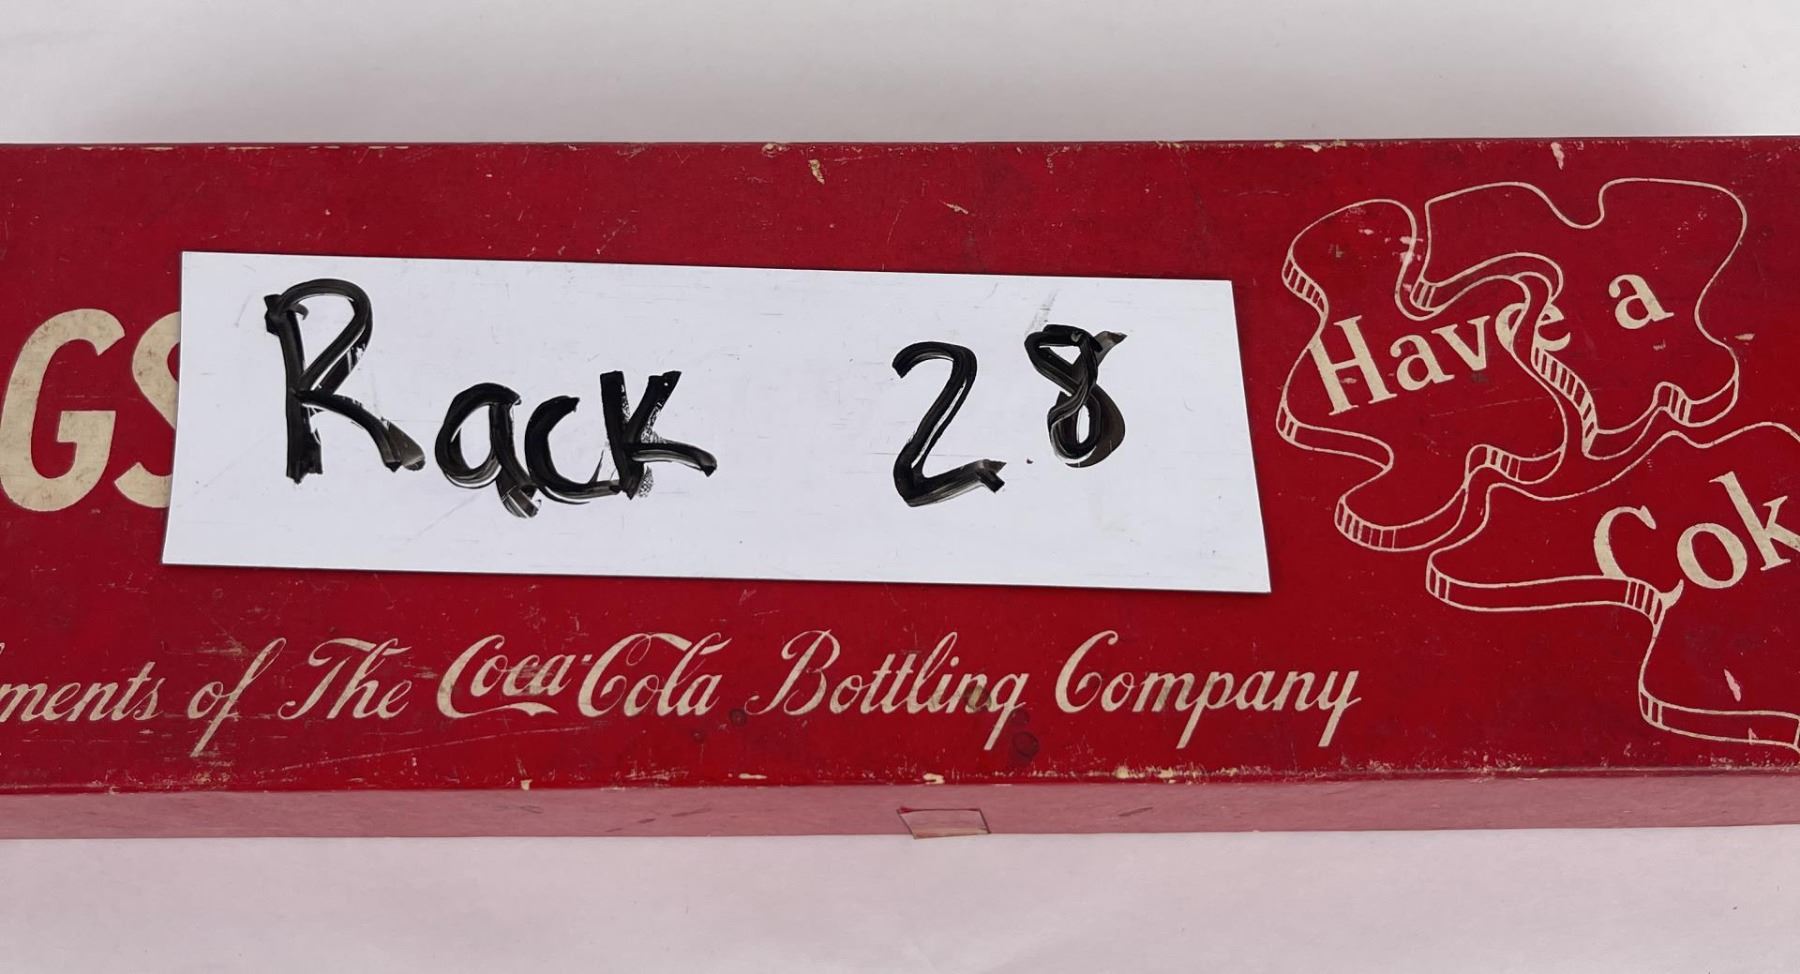 GS
Rack 28
Have a
Cok
ments of The Coca-Cola Bottling Company